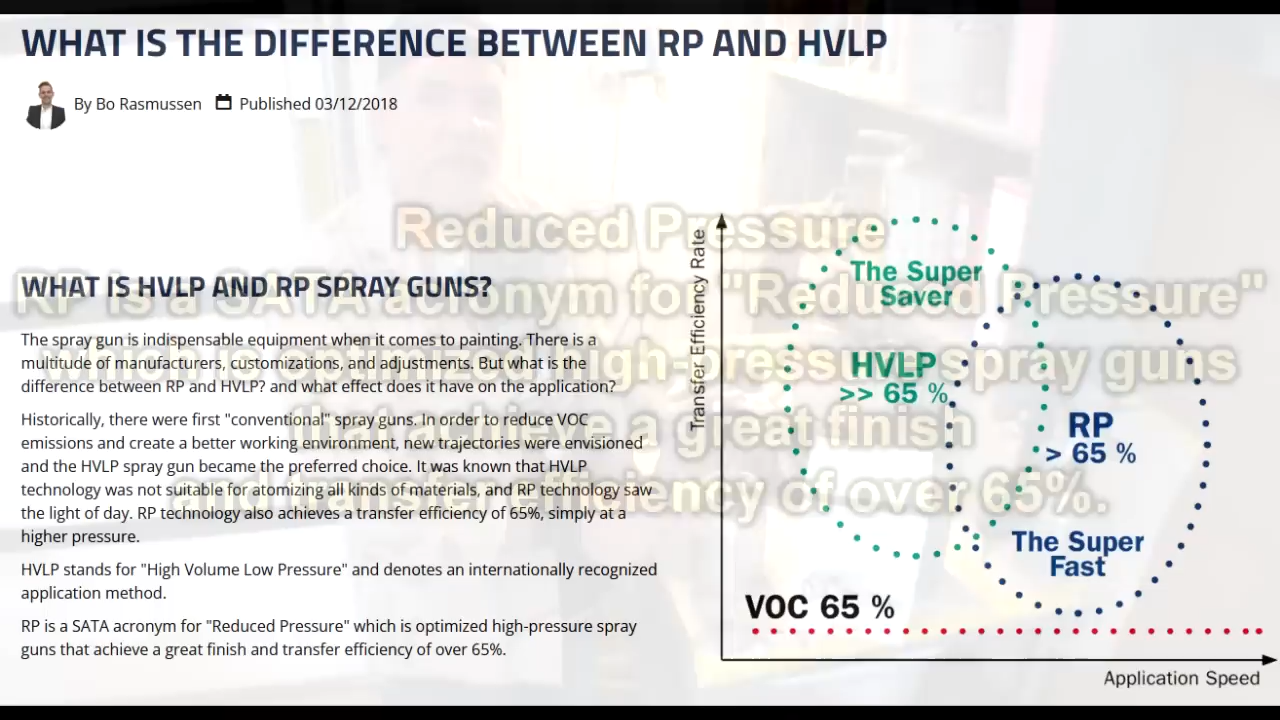 WHAT IS THE DIFFERENCE BETWEEN RP AND HVLP
By Bo Rasmussen Published 03/12/2018
WHAT IS HVLP AND RP SPRAY GUNS?
The spray gun is indispensable equipment when it comes to painting. There is a
multitude of manufacturers, customizations, and adjustments. But what is the
difference between RP and HVLP? and what effect does it have on the application?
Historically, there were first "conventional" spray guns. In order to reduce VOC
emissions and create a better working environment, new trajectories were envisioned
and the HVLP spray gun became the preferred choice. It was known that HVLP
technology was not suitable for atomizing all kinds of materials, and RP technology saw
the light of day. RP technology also achieves a transfer efficiency of 65%, simply at a
higher pressure.
HVLP stands for "High Volume Low Pressure" and denotes an internationally recognized
application method.
RP is a SATA acronym for "Reduced Pressure" which is optimized high-pressure spray
guns that achieve a great finish and transfer efficiency of over 65%.
Reduced Pressure
RP is a SATA acronym for "Reduced Pressure"
which is optimized high-pressure spray guns
that achieve a great finish
and transfer efficiency of over 65%.
Transfer Efficiency Rate
The Super
Saver
HVLP
>> 65 %
RP
> 65 %
The Super
Fast
VOC 65 %
Application Speed